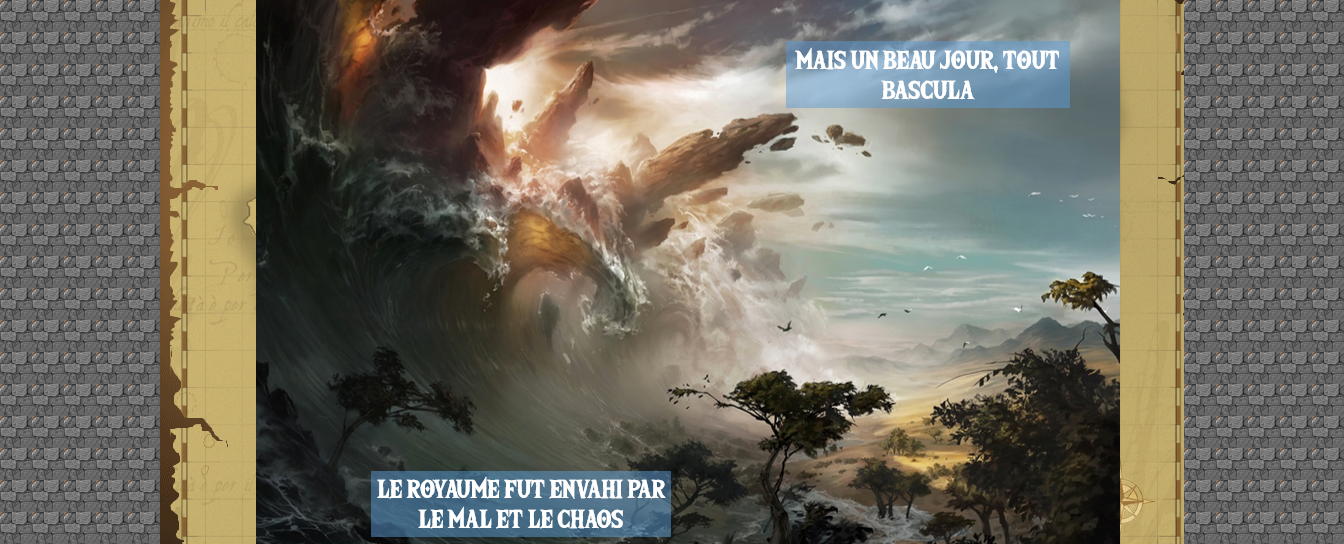 MAIS UN BEAU JOUR, TOUT
BASCULA
LE ROYAUME FUT ENVAHI PAR
LE MAL ET LE CHAOS